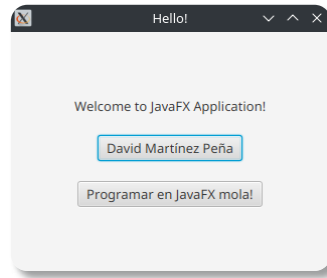 Hello!
Welcome to JavaFX Application!
David Martínez Peña
Programar en JavaFX mola!